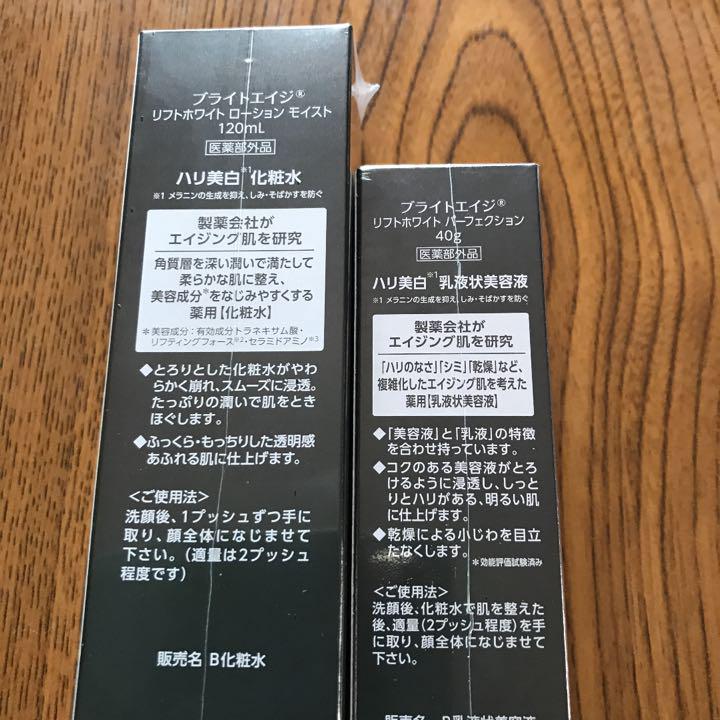 ブライトエイジ®
リフトホワイト ローション モイスト
120mL
医薬部外品
ハリ美白※1化粧水
※1 メラニンの生成を抑え、しみ・そばかすを防ぐ
製薬会社が
エイジング肌を研究
角質層を深い潤いで満たして
柔らかな肌に整え、
美容成分※をなじみやすくする
薬用【化粧水】
＊美容成分：有効成分トラネキサム酸・
リフティングフォース※2・セラミドアミノ※3
◆とろりとした化粧水がやわ
らかく崩れ、スムーズに浸透。
たっぷりの潤いで肌をとき
ほぐします。
◆ふっくら・もっちりした透明感
あふれる肌に仕上げます。
＜ご使用法＞
洗顔後、1プッシュずつ手に
取り、顔全体になじませて
下さい。（適量は2プッシュ
程度です）
販売名 B化粧水
ブライトエイジ®
リフトホワイト パーフェクション
40g
医薬部外品
ハリ美白※1乳液状美容液
※1 メラニンの生成を抑え、しみ・そばかすを防ぐ
製薬会社が
エイジング肌を研究
「ハリのなさ」「シミ」「乾燥」など、
複雑化したエイジング肌を考えた
薬用【乳液状美容液】
◆「美容液」と「乳液」の特徴
を合わせ持っています。
◆コクのある美容液がとろ
けるように浸透し、しっと
りとハリがある、明るい肌
に仕上げます。
◆乾燥による小じわを目立
たなくします。
＊効能評価試験済み
＜ご使用法＞
洗顔後、化粧水で肌を整えた
後、適量（2プッシュ程度）を手
に取り、顔全体になじませて
下さい。
販売名 B乳液状美容液